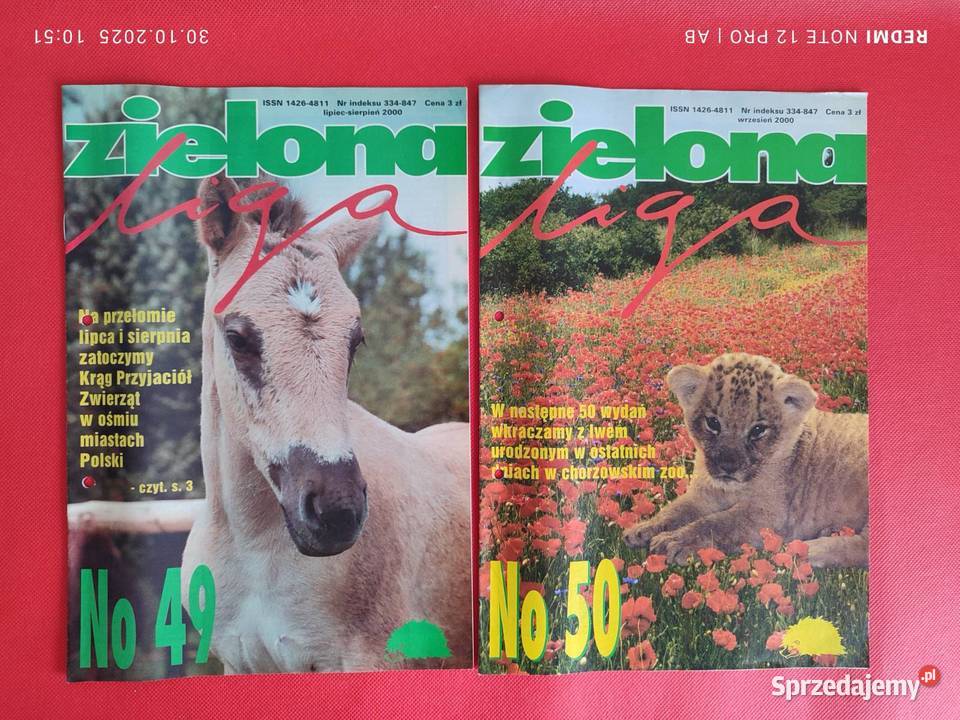 REDMI NOTE 12 PRO | AB
30.10.2025 10:51
ISSN 1426-4811 Nr indeksu 334-847 Cena 3 zł
lipiec-sierpień 2000
zielona
liga
Na przełomie
lipca i sierpnia
zatoczymy
Krąg Przyjaciół
Zwierząt
w ośmiu
miastach
Polski
- czyt. s. 3
No 49
ISSN 1426-4811 Nr indeksu 334-847 Cena 3 zł
wrzesień 2000
zielona
liga
W następne 50 wydań
wkraczamy z lwem
urodzonym w ostatnich
dniach w chorzowskim zoo...
No 50
Sprzedajemy.pl